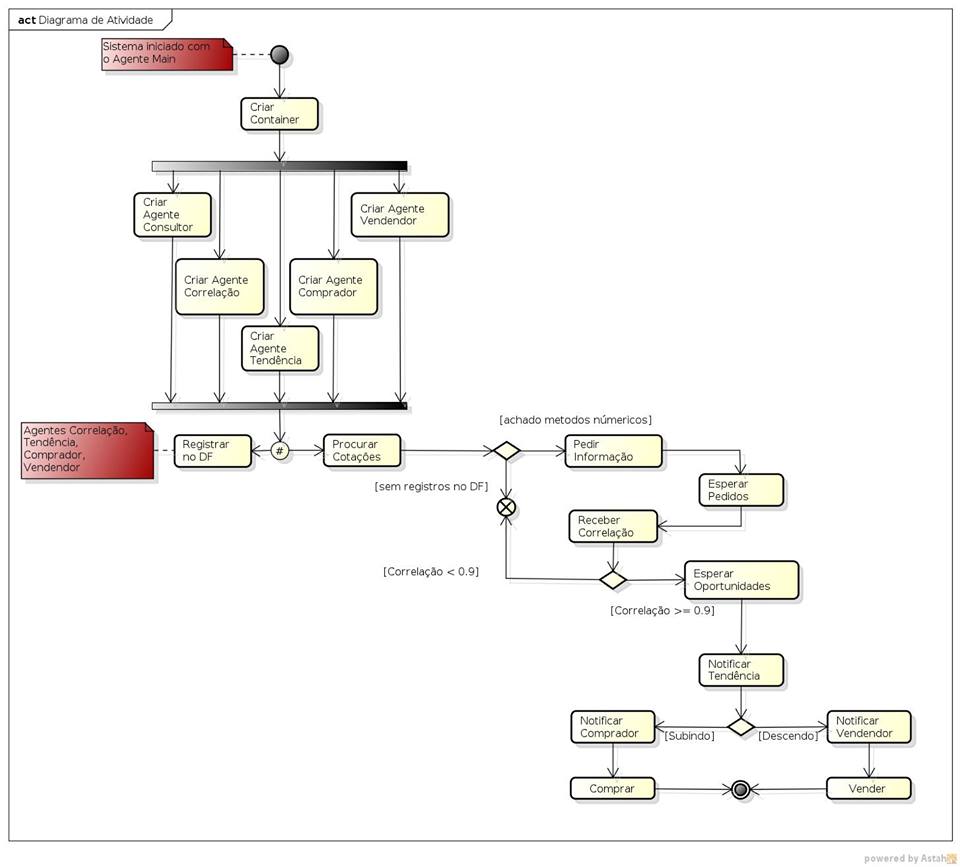 act Diagrama de Atividade
Sistema iniciado com
o Agente Main
Criar
Container
Criar
Agente
Consultor
Criar Agente
Vendendor
Criar Agente
Correlação
Criar Agente
Comprador
Criar
Agente
Tendência
Agentes Correlação,
Tendência,
Comprador,
Vendendor
Registrar
no DF
#
Procurar
Cotações
[achado metodos númericos]
Pedir
Informação
[sem registros no DF]
Esperar
Pedidos
Receber
Correlação
[Correlação < 0.9]
Esperar
Oportunidades
[Correlação >= 0.9]
Notificar
Tendência
Notificar
Comprador
[Subindo]
[Descendo]
Notificar
Vendendor
Comprar
Vender
powered by Astah